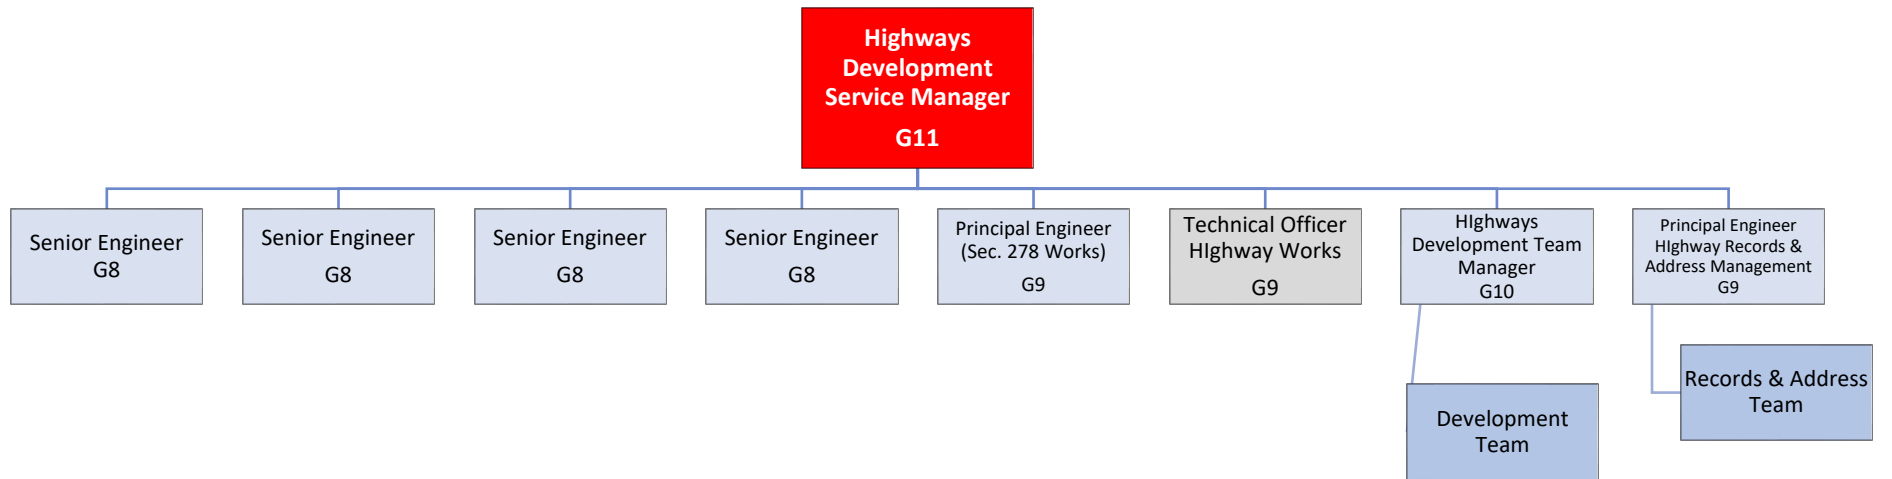 Highways
Development
Service Manager
G11
Senior Engineer
G8
Senior Engineer
G8
Senior Engineer
G8
Senior Engineer
G8
Principal Engineer
(Sec. 278 Works)
G9
Technical Officer
HIghway Works
G9
HIghways
Development Team
Manager
G10
Principal Engineer
HIghway Records &
Address Management
G9
Development
Team
Records & Address
Team